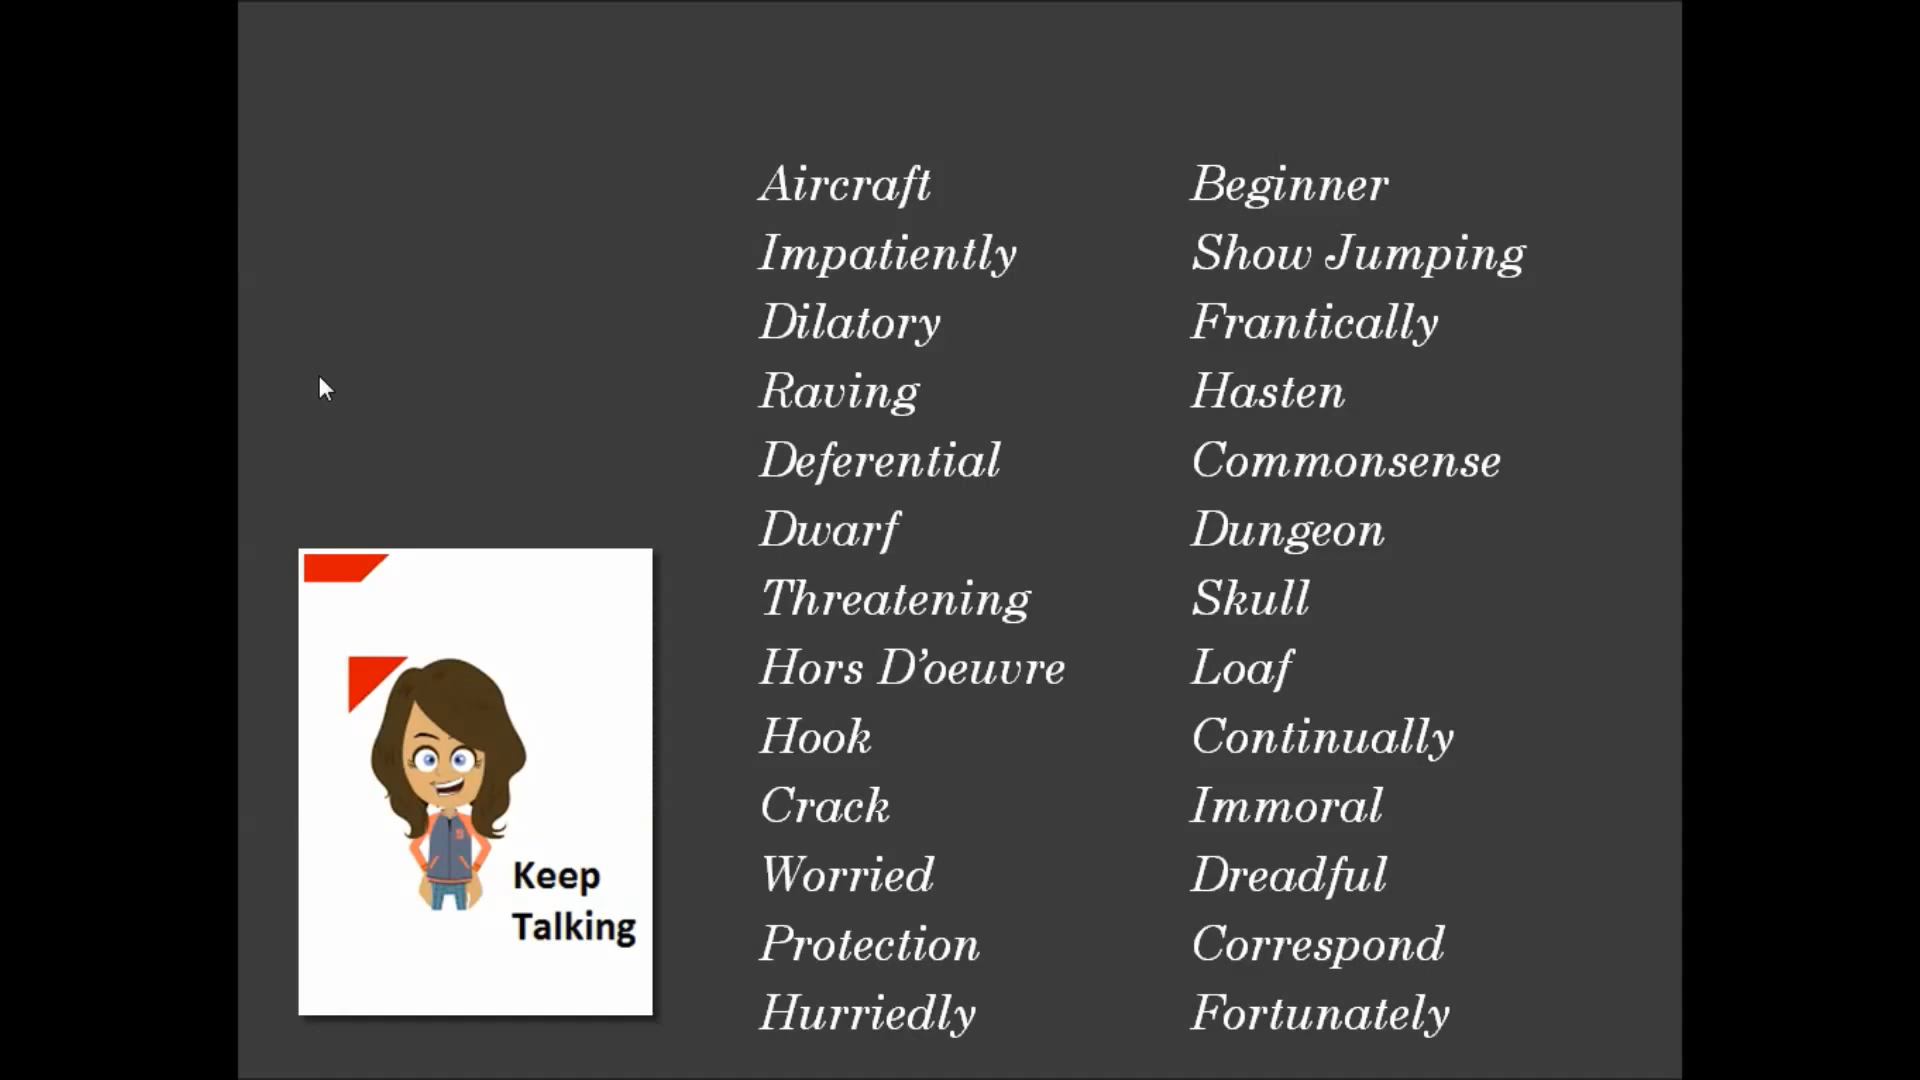 Aircraft
Impatiently
Dilatory
Raving
Deferential
Dwarf
Threatening
Hors D’oeuvre
Hook
Crack
Worried
Protection
Hurriedly
Beginner
Show Jumping
Frantically
Hasten
Commonsense
Dungeon
Skull
Loaf
Continually
Immoral
Dreadful
Correspond
Fortunately
Keep
Talking